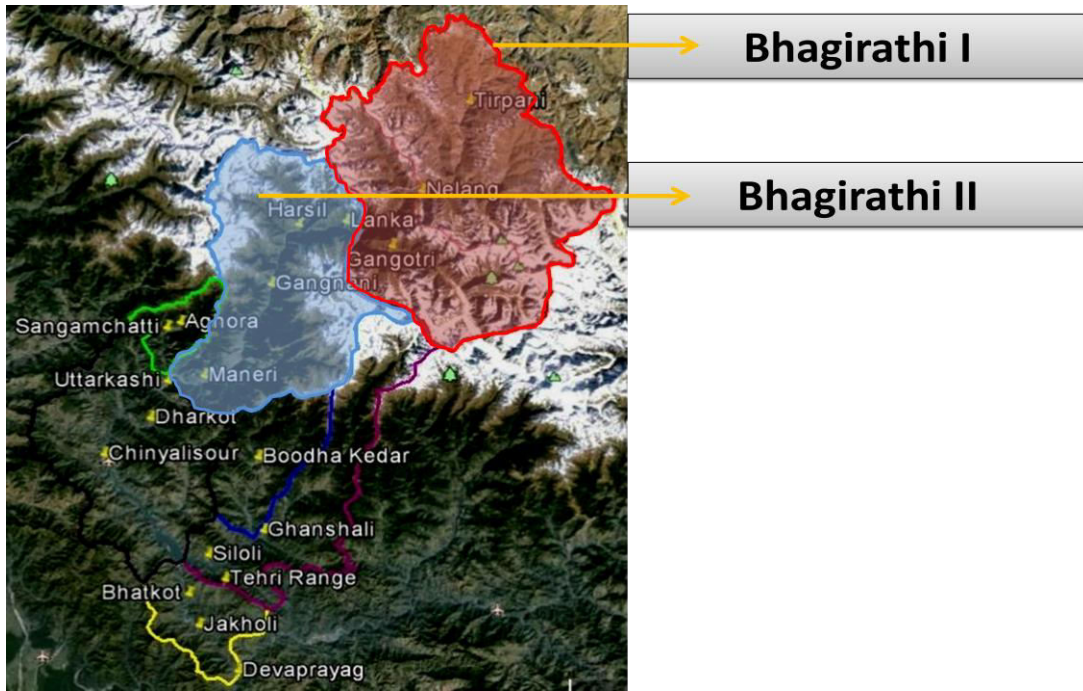 Bhagirathi I
Tirpani
Bhagirathi II
Nelang
Harsil
Lanka
Gangotri
Gangnani
Sangamchatti
Aghora
Uttarkashi
Maneri
Dharkot
Chinyalisour
Boodha Kedar
Ghanshali
Siloli
Tehri Range
Bhatkot
Jakholi
Devaprayag